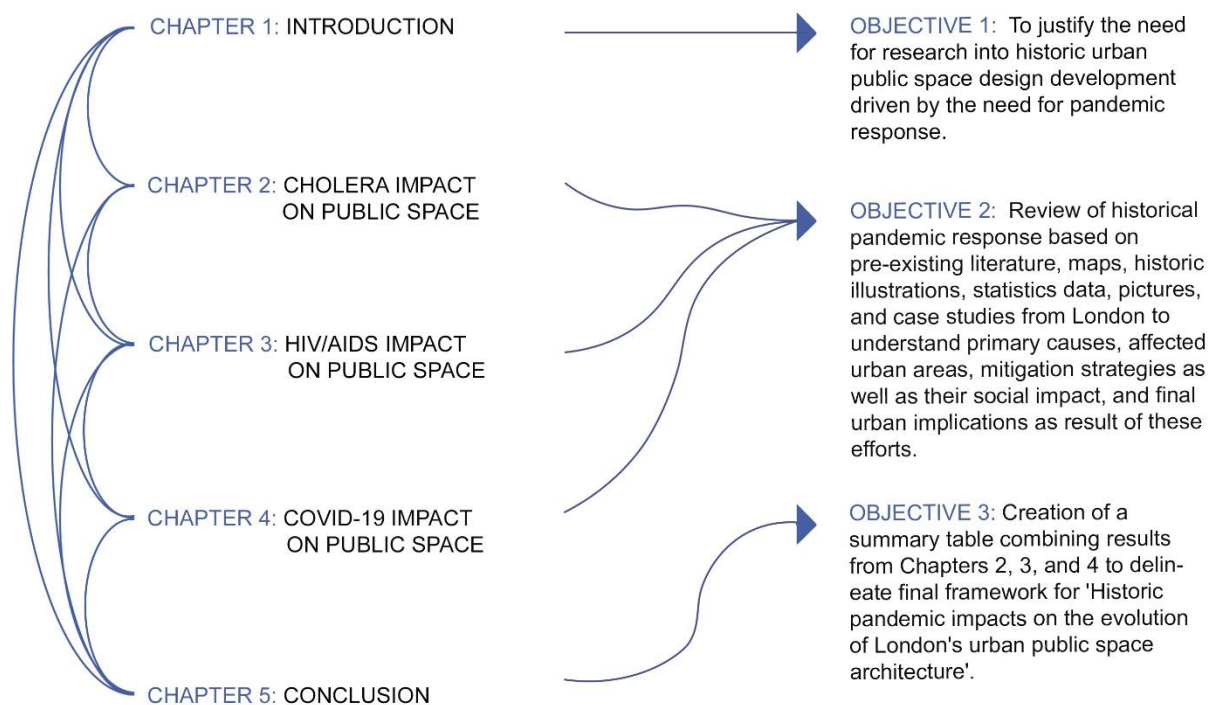 CHAPTER 1: INTRODUCTION
CHAPTER 2: CHOLERA IMPACT
ON PUBLIC SPACE
CHAPTER 3: HIV/AIDS IMPACT
ON PUBLIC SPACE
CHAPTER 4: COVID-19 IMPACT
ON PUBLIC SPACE
CHAPTER 5: CONCLUSION
OBJECTIVE 1: To justify the need
for research into historic urban
public space design development
driven by the need for pandemic
response.
OBJECTIVE 2: Review of historical
pandemic response based on
pre-existing literature, maps, historic
illustrations, statistics data, pictures,
and case studies from London to
understand primary causes, affected
urban areas, mitigation strategies as
well as their social impact, and final
urban implications as result of these
efforts.
OBJECTIVE 3: Creation of a
summary table combining results
from Chapters 2, 3, and 4 to delin-
eate final framework for 'Historic
pandemic impacts on the evolution
of London's urban public space
architecture'.